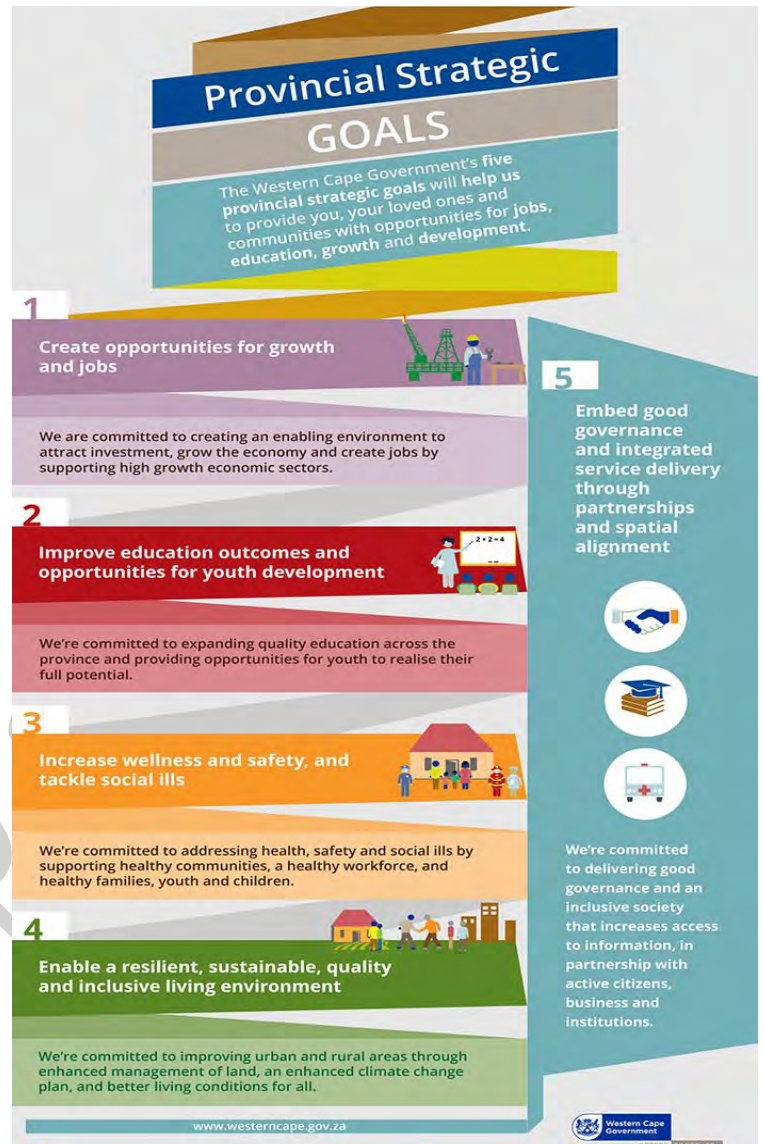 Provincial Strategic
GOALS
The Western Cape Government's five
provincial strategic goals will help us
to provide you, your loved ones and
communities with opportunities for jobs,
education, growth and development.
1
Create opportunities for growth
and jobs
We are committed to creating an enabling environment to
attract investment, grow the economy and create jobs by
supporting high growth economic sectors.
2
Improve education outcomes and
opportunities for youth development
2+2=4
We're committed to expanding quality education across the
province and providing opportunities for youth to realise their
full potential.
3
Increase wellness and safety, and
tackle social ills
We're committed to addressing health, safety and social ills by
supporting healthy communities, a healthy workforce, and
healthy families, youth and children.
4
Enable a resilient, sustainable, quality
and inclusive living environment
We're committed to improving urban and rural areas through
enhanced management of land, an enhanced climate change
plan, and better living conditions for all.
5
Embed good
governance
and integrated
service delivery
through
partnerships
and spatial
alignment
We're committed
to delivering good
governance and an
inclusive society
that increases access
to information, in
partnership with
active citizens,
business and
institutions.
www.westerncape.gov.za
Western Cape
Government